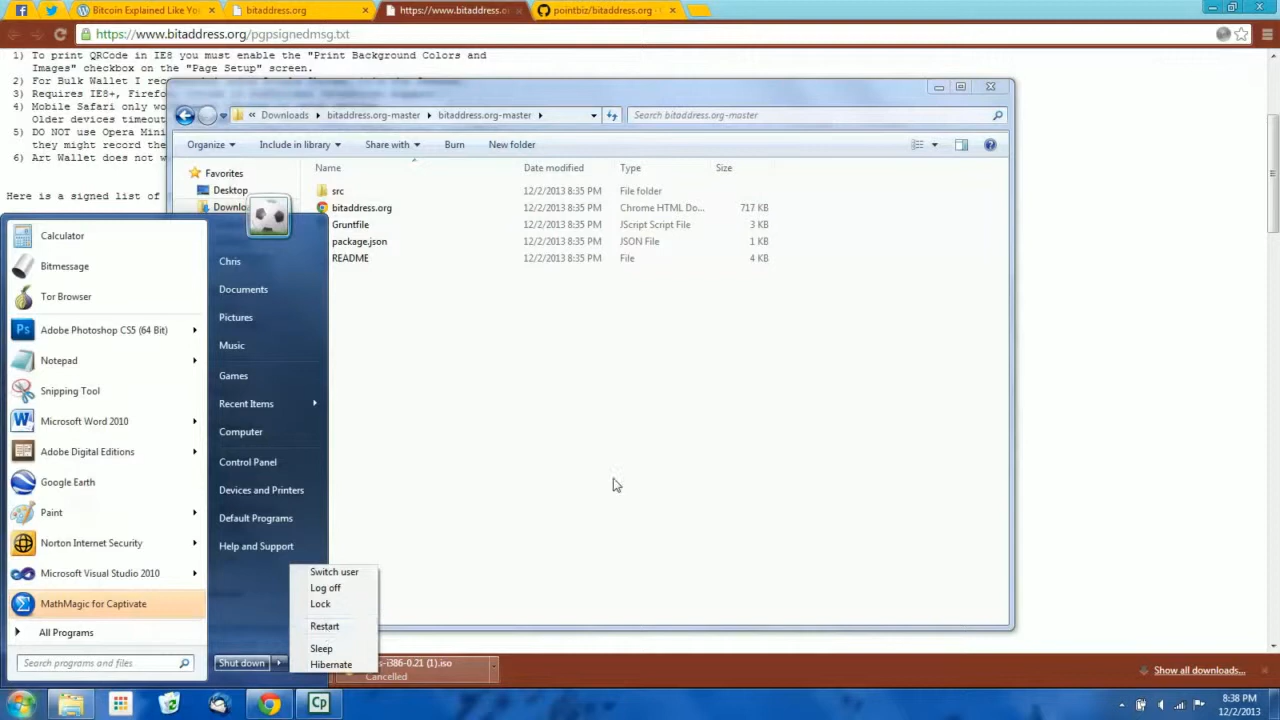 Bitcoin Explained Like Yo
bitaddress.org
https://www.bitaddress.or
pointbiz/bitaddress.org ·
https://www.bitaddress.org/pgpsignedmsg.txt
1) To print QRCode in IE8 you must enable the "Print Background Colors and
Images" checkbox on the "Page Setup" screen.
2) For Bulk Wallet I rec
3) Requires IE8+, Firefo
4) Mobile Safari only wo
Older devices timeout
5) DO NOT use Opera Mini
they might record the
6) Art Wallet does not w
Here is a signed list of
« Downloads bitaddress.org-master bitaddress.org-master
Search bitaddress.org-master
Organize Include in library Share with Burn New folder
Favorites
Desktop
Downlo
Name Date modified Type Size
src 12/2/2013 8:35 PM File folder
bitaddress.org 12/2/2013 8:35 PM Chrome HTML Do... 717 KB
Gruntfile 12/2/2013 8:35 PM JScript Script File 3 KB
package.json 12/2/2013 8:35 PM JSON File 1 KB
README 12/2/2013 8:35 PM File 4 KB
Calculator
Bitmessage
Tor Browser
Ps Adobe Photoshop CS5 (64 Bit)
Notepad
Snipping Tool
W Microsoft Word 2010
Adobe Digital Editions
Google Earth
Paint
Norton Internet Security
Microsoft Visual Studio 2010
Σ MathMagic for Captivate
All Programs
Search programs and files
Chris
Documents
Pictures
Music
Games
Recent Items
Computer
Control Panel
Devices and Printers
Default Programs
Help and Support
Shut down
Switch user
Log off
Lock
Restart
Sleep
Hibernate
s-i386-0.21 (1).iso
Cancelled
Show all downloads...
Cp
8:38 PM
12/2/2013